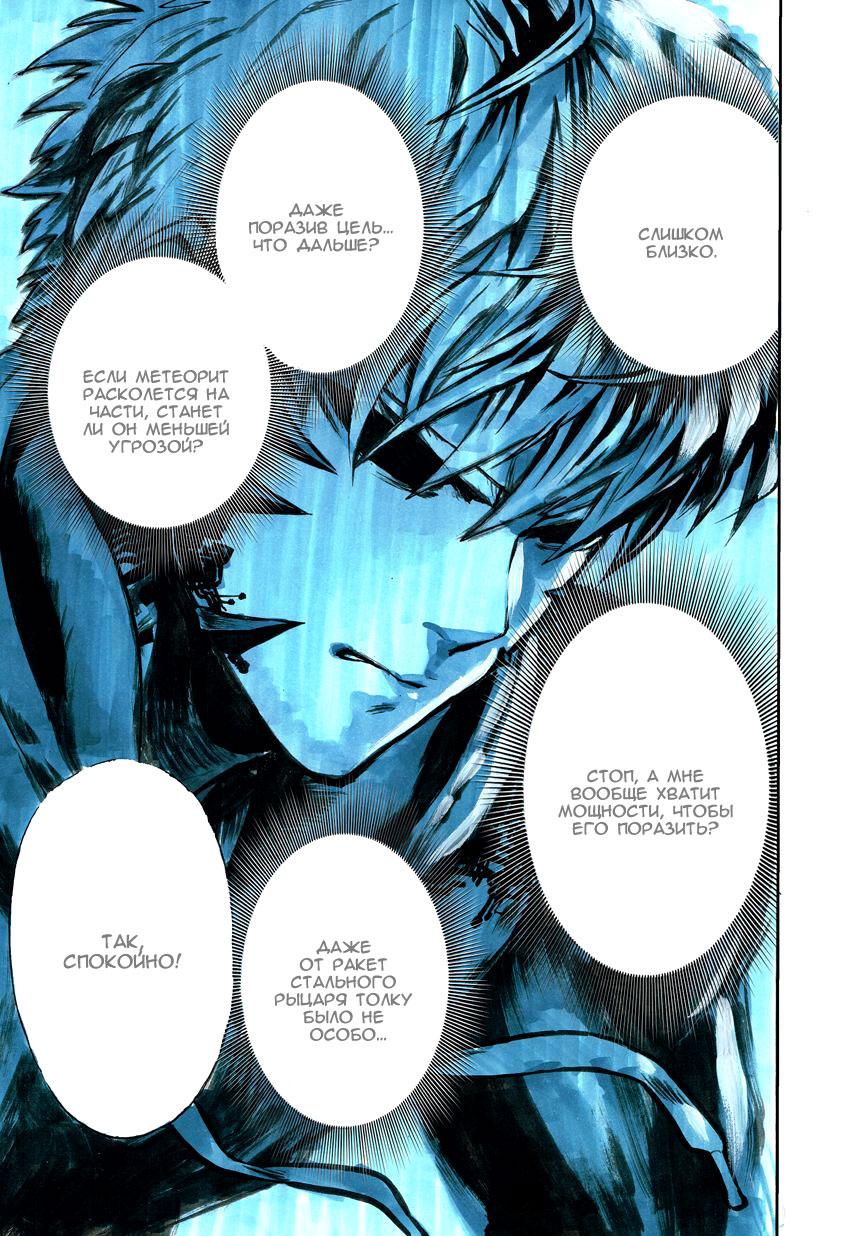 СЛИШКОМ
БЛИЗКО.
ДАЖЕ
ПОРАЗИВ ЦЕЛЬ...
ЧТО ДАЛЬШЕ?
ЕСЛИ МЕТЕОРИТ
РАСКОЛЕТСЯ НА
ЧАСТИ, СТАНЕТ
ЛИ ОН МЕНЬШЕЙ
УГРОЗОЙ?
СТОП, А МНЕ
ВООБЩЕ ХВАТИТ
МОЩНОСТИ, ЧТОБЫ
ЕГО ПОРАЗИТЬ?
ДАЖЕ
ОТ РАКЕТ
СТАЛЬНОГО
РЫЦАРЯ ТОЛКУ
БЫЛО НЕ
ОСОБО...
ТАК,
СПОКОЙНО!